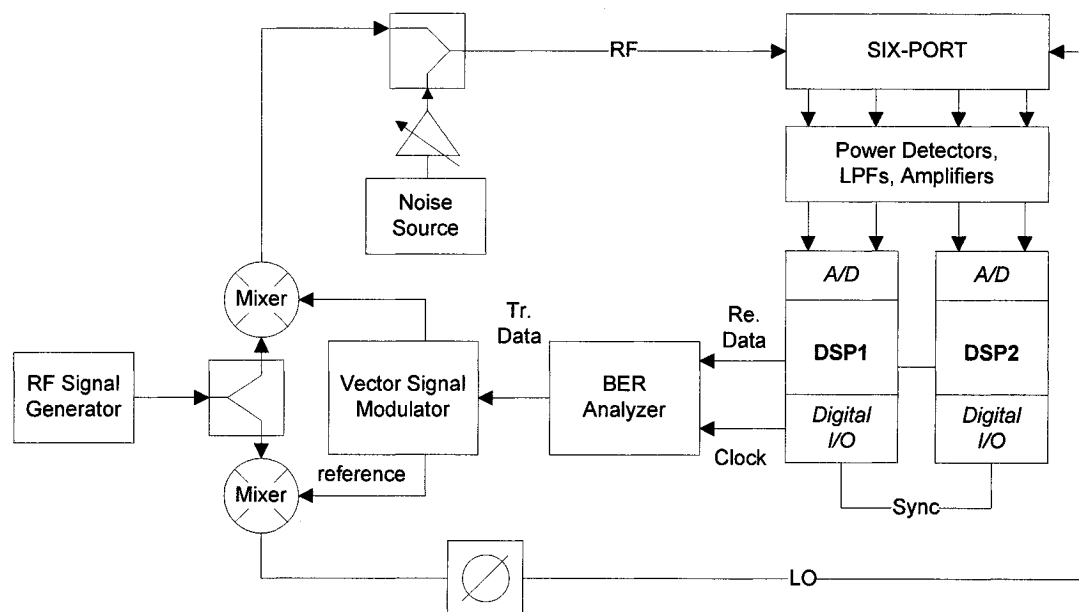 RF
SIX-PORT
Power Detectors,
LPFs, Amplifiers
Noise
Source
A/D
A/D
Mixer
Tr.
Data
Re.
Data
DSP1
DSP2
RF Signal
Generator
Vector Signal
Modulator
BER
Analyzer
Digital
I/O
Digital
I/O
Clock
reference
Mixer
Sync
LO